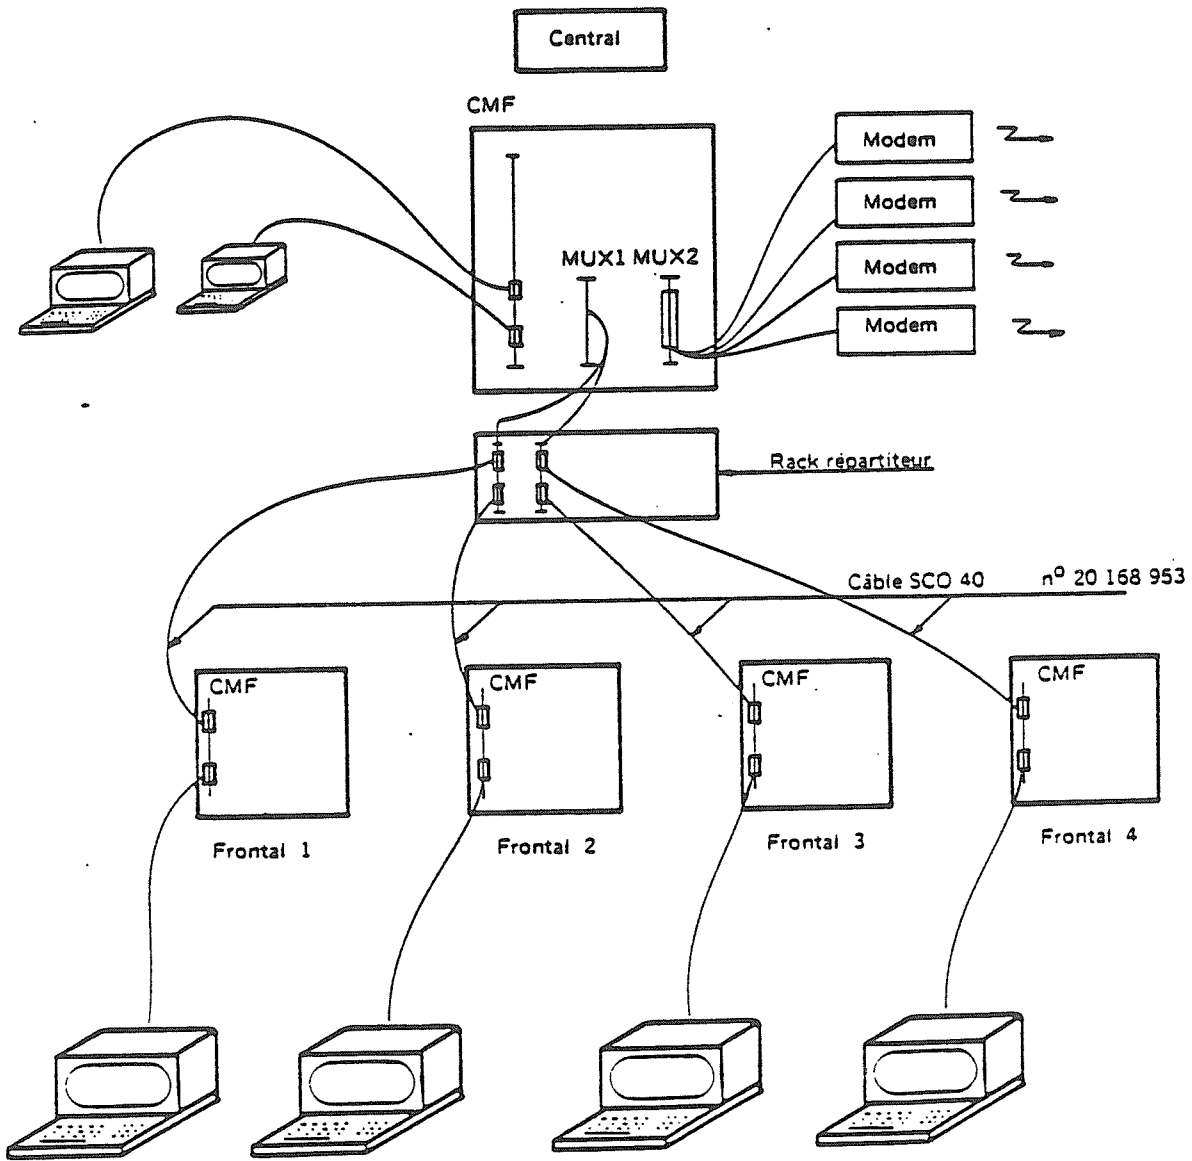 Central
CMF
Modem
Modem
MUX1 MUX2
Modem
Modem
Rack répartiteur
Câble SCO 40 nº 20 168 953
CMF
CMF
CMF
CMF
Frontal 1
Frontal 2
Frontal 3
Frontal 4